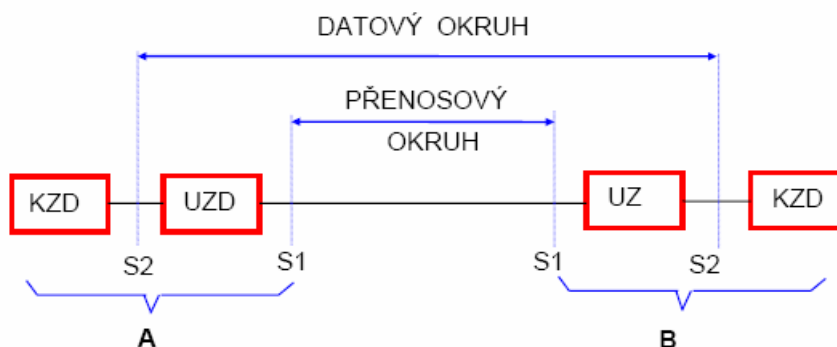 DATOVÝ OKRUH
PŘENOSOVÝ
OKRUH
KZD
UZD
UZ
KZD
S2
S1
S1
S2
A
B